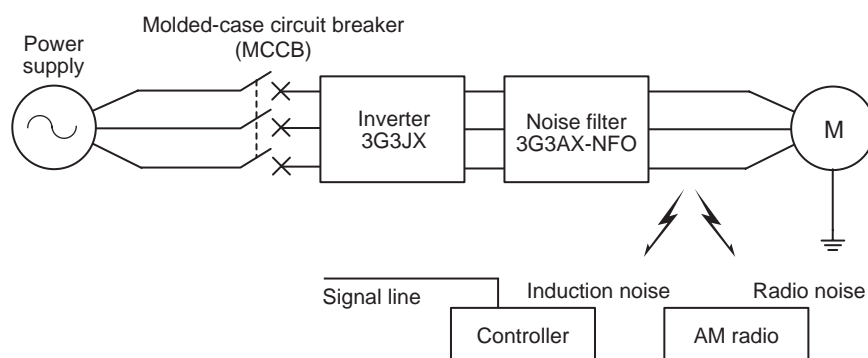 Molded-case circuit breaker
(MCCB)
Power
supply
Inverter
3G3JX
Noise filter
3G3AX-NFO
M
Signal line
Induction noise
Radio noise
Controller
AM radio